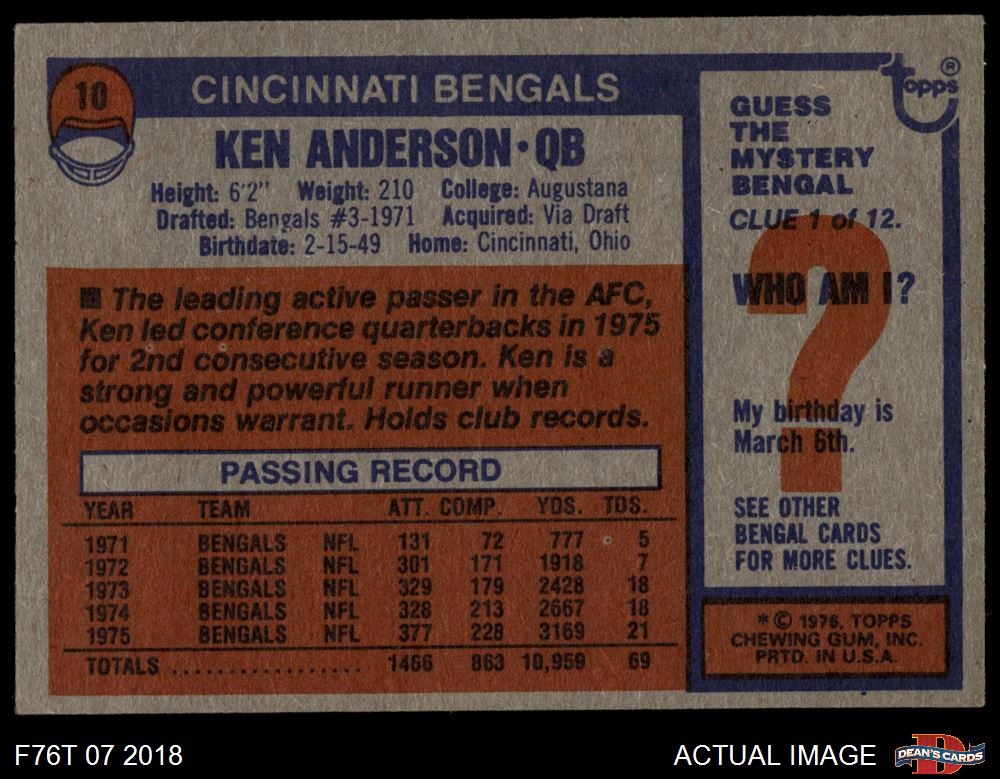 10
CINCINNATI BENGALS
KEN ANDERSON • QB
Height: 6'2" Weight: 210 College: Augustana
Drafted: Bengals #3-1971 Acquired: Via Draft
Birthdate: 2-15-49 Home: Cincinnati, Ohio
■ The leading active passer in the AFC,
Ken led conference quarterbacks in 1975
for 2nd consecutive season. Ken is a
strong and powerful runner when
occasions warrant. Holds club records.
PASSING RECORD
YEAR TEAM ATT. COMP. YDS. TDS.
1971 BENGALS NFL 131 72 777 5
1972 BENGALS NFL 301 171 1918 7
1973 BENGALS NFL 329 179 2428 18
1974 BENGALS NFL 328 213 2667 18
1975 BENGALS NFL 377 228 3169 21
TOTALS .................. 1466 863 10,959 69
topps ®
GUESS
THE
MYSTERY
BENGAL
CLUE 1 of 12.
?
WHO AM I?
My birthday is
March 6th.
SEE OTHER
BENGAL CARDS
FOR MORE CLUES.
* © 1976, TOPPS
CHEWING GUM, INC.
PRTD. IN U.S.A.
F76T 07 2018
ACTUAL IMAGE
D
DEAN'S CARDS